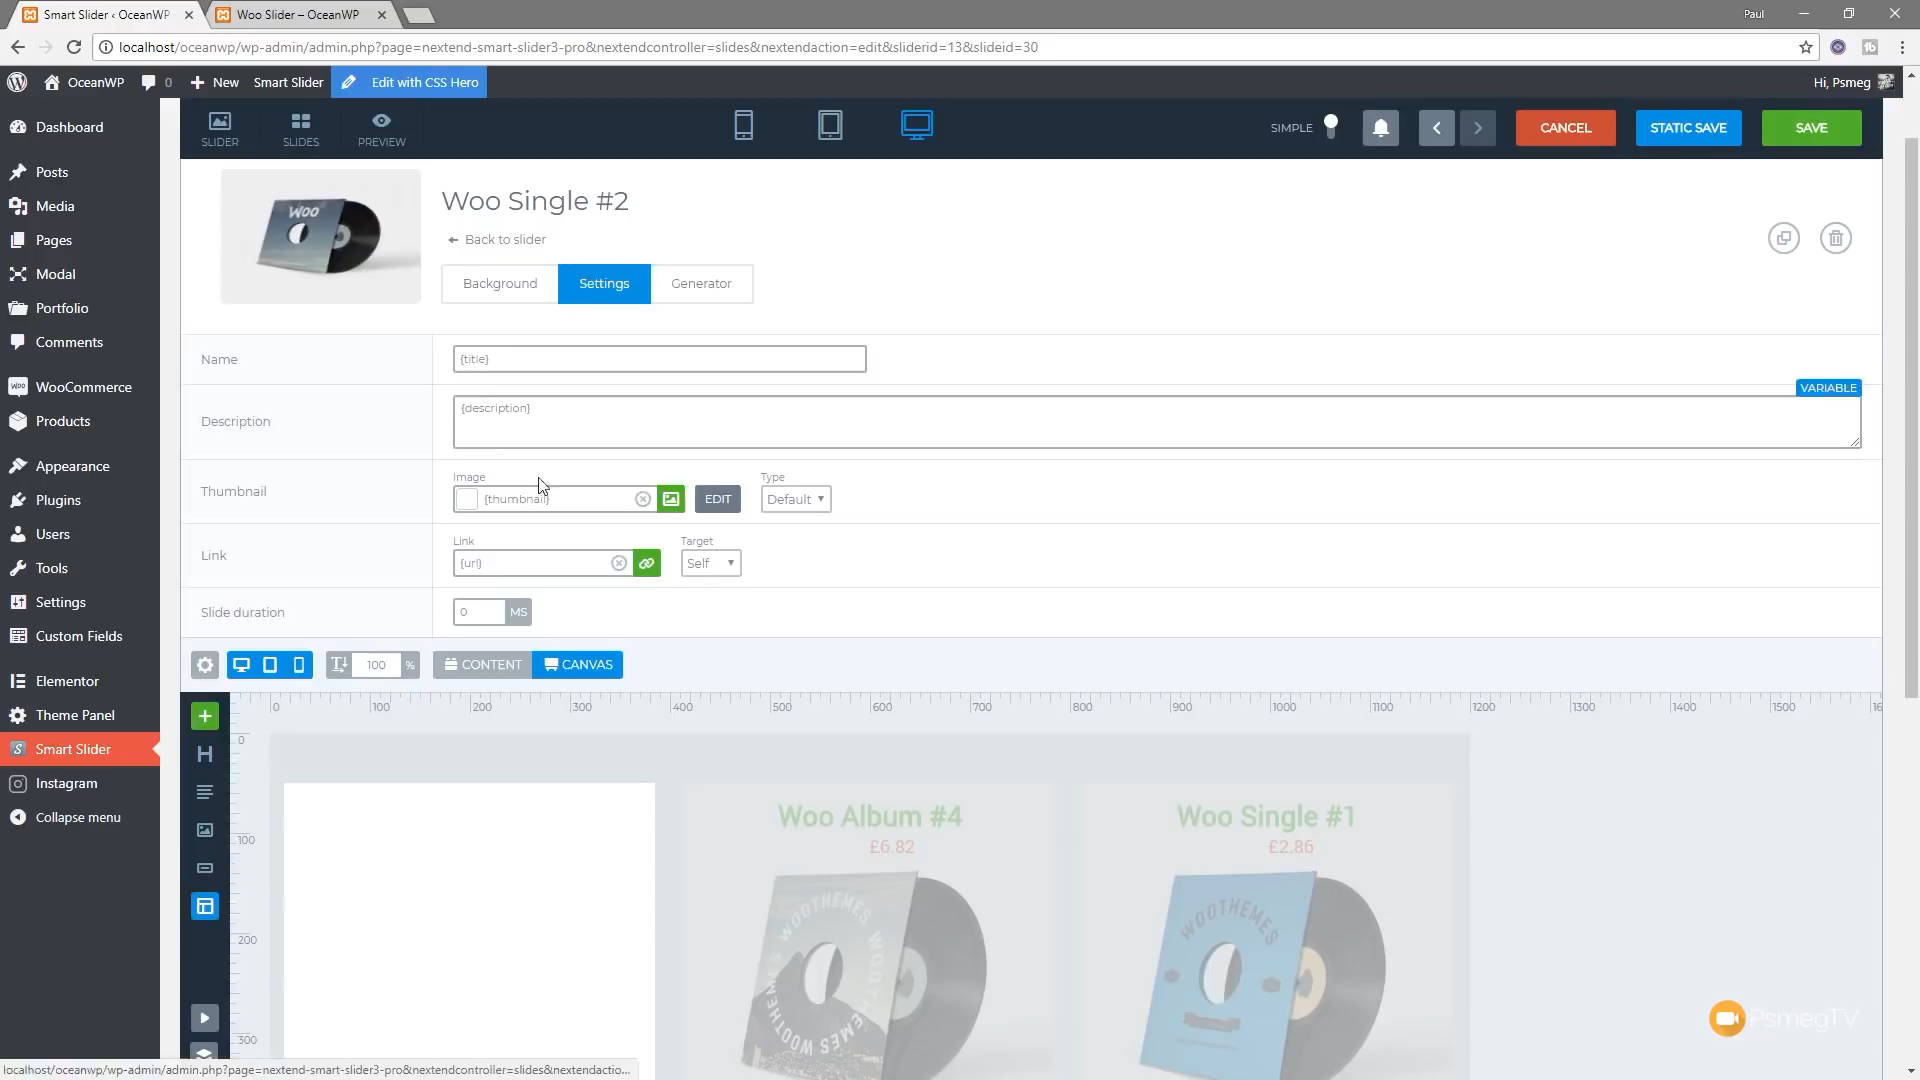 Smart Slider ‹ OceanWP
Woo Slider – OceanWP
Paul
localhost/oceanwp/wp-admin/admin.php?page=nextend-smart-slider3-pro&nextendcontroller=slides&nextendaction=edit&sliderid=13&slideid=30
OceanWP
0
New
Smart Slider
Edit with CSS Hero
Hi, Psmeg
SLIDER
SLIDES
PREVIEW
SIMPLE
CANCEL
STATIC SAVE
SAVE
Dashboard
Posts
Media
Pages
Modal
Portfolio
Comments
WooCommerce
Products
Appearance
Plugins
Users
Tools
Settings
Custom Fields
Elementor
Theme Panel
Smart Slider
Instagram
Collapse menu
WOO
Woo Single #2
Back to slider
Background
Settings
Generator
Name
{title}
VARIABLE
Description
{description}
Thumbnail
Image
{thumbnail}
EDIT
Type
Default
Link
Link
{url}
Target
Self
Slide duration
0
MS
100
%
CONTENT
CANVAS
0 100 200 300 400 500 600 700 800 900 1000 1100 1200 1300 1400 1500 16
0
100
200
300
Woo Album #4
£6.82
WOOTHEMES WOOTHEMES WOOTHEMES
Woo Single #1
£2.86
WOOTHEMES
PsmegTV
localhost/oceanwp/wp-admin/admin.php?page=nextend-smart-slider3-pro&nextendcontroller=slides&nextendactio...